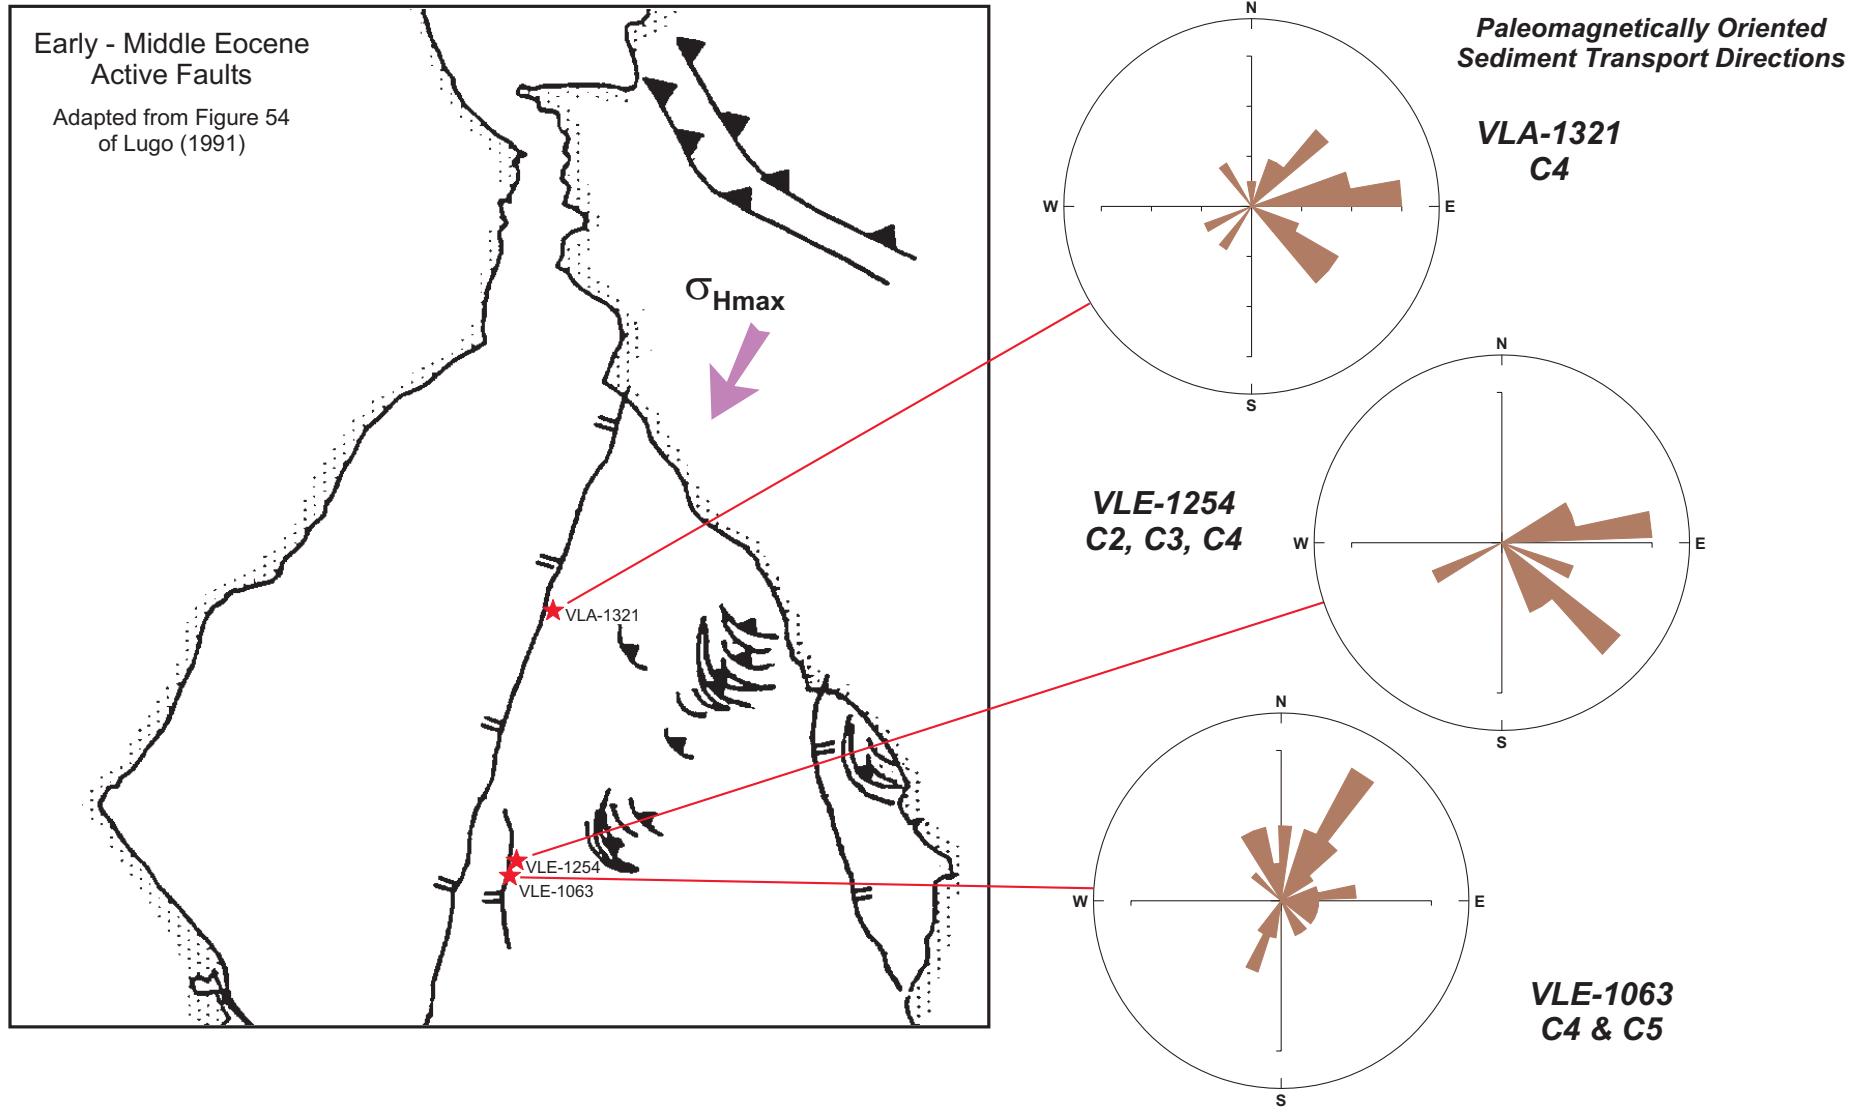 Early - Middle Eocene
Active Faults
Adapted from Figure 54
of Lugo (1991)
σHmax
VLA-1321
VLE-1254
VLE-1063
Paleomagnetically Oriented
Sediment Transport Directions
N
W
E
S
VLA-1321
C4
N
W
E
S
VLE-1254
C2, C3, C4
N
W
E
S
VLE-1063
C4 & C5